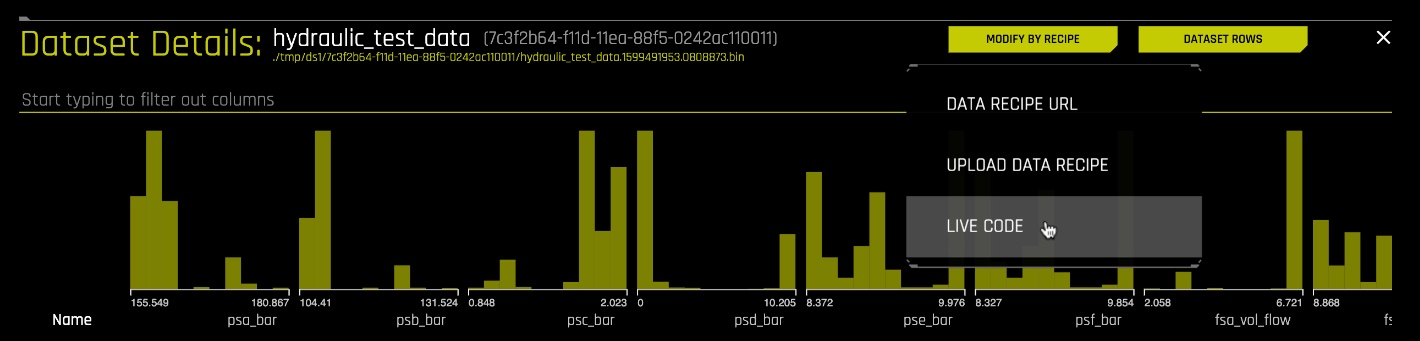 Dataset Details: hydraulic_test_data (7c3f2b64-f11d-11ea-88f5-0242ac110011)
./tmp/ds1/7c3f2b64-f11d-11ea-88f5-0242ac110011/hydraulic_test_data.1599491953.0808873.bin
MODIFY BY RECIPE
DATASET ROWS
Start typing to filter out columns
DATA RECIPE URL
UPLOAD DATA RECIPE
LIVE CODE
155.549 180.867 104.41 131.524 0.848 2.023 0 10.205 8.372 9.976 8.327 9.854 2.058 6.721 8.868
Name psa_bar psb_bar psc_bar psd_bar pse_bar psf_bar fsa_vol_flow